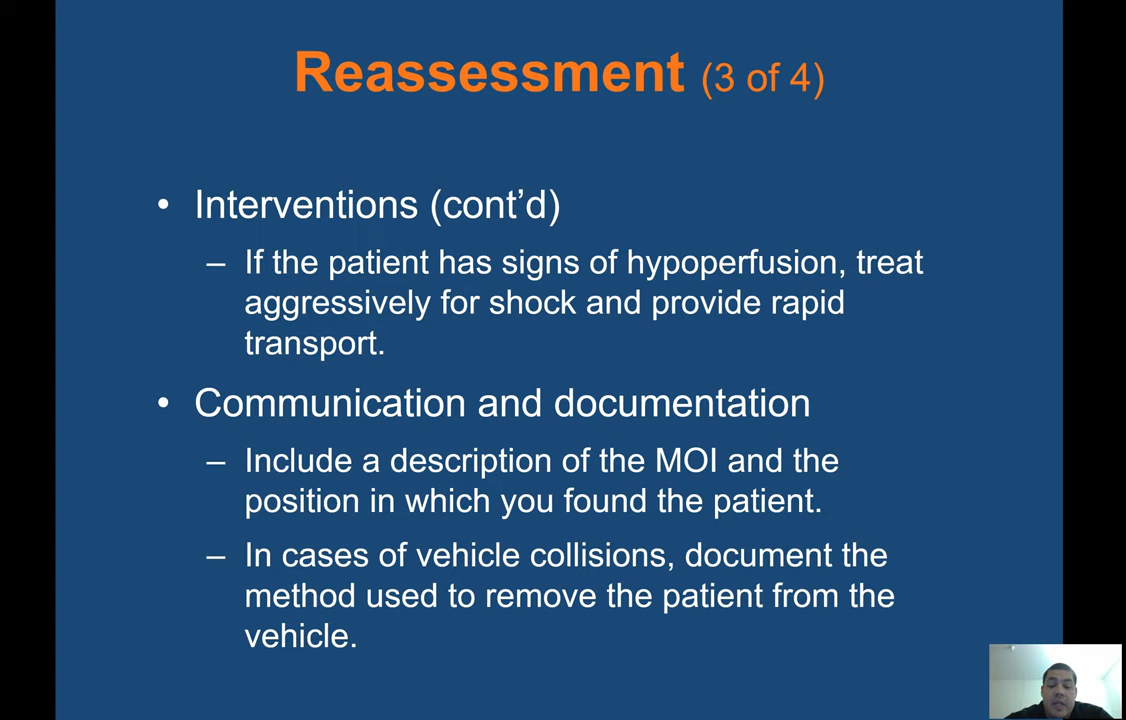 Reassessment (3 of 4)
• Interventions (cont’d)
– If the patient has signs of hypoperfusion, treat
aggressively for shock and provide rapid
transport.
• Communication and documentation
– Include a description of the MOI and the
position in which you found the patient.
– In cases of vehicle collisions, document the
method used to remove the patient from the
vehicle.